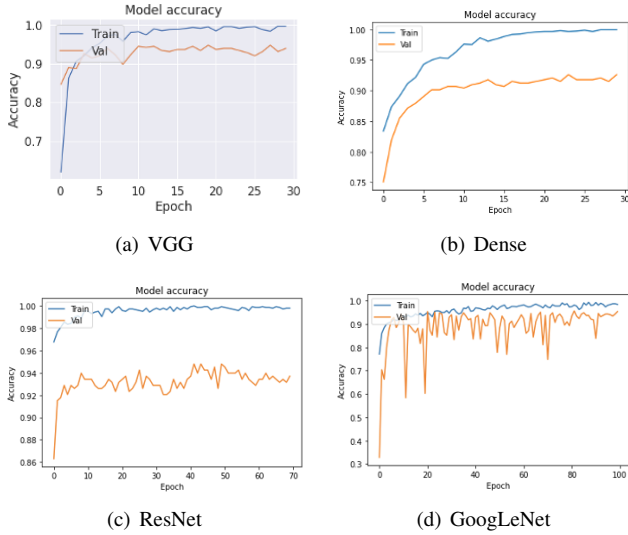 Model accuracy
1.0
0.9
0.8
0.7
Train
Val
Accuracy
0 5 10 15 20 25 30
Epoch
(a) VGG
Model accuracy
1.00
0.95
0.90
0.85
0.80
0.75
Train
Val
Accuracy
0 5 10 15 20 25 30
Epoch
(b) Dense
Model accuracy
1.00
0.98
0.96
0.94
0.92
0.90
0.88
0.86
Train
Val
Accuracy
0 10 20 30 40 50 60 70
Epoch
(c) ResNet
Model accuracy
1.0
0.9
0.8
0.7
0.6
0.5
0.4
0.3
Train
Val
Accuracy
0 20 40 60 80 100
Epoch
(d) GoogLeNet